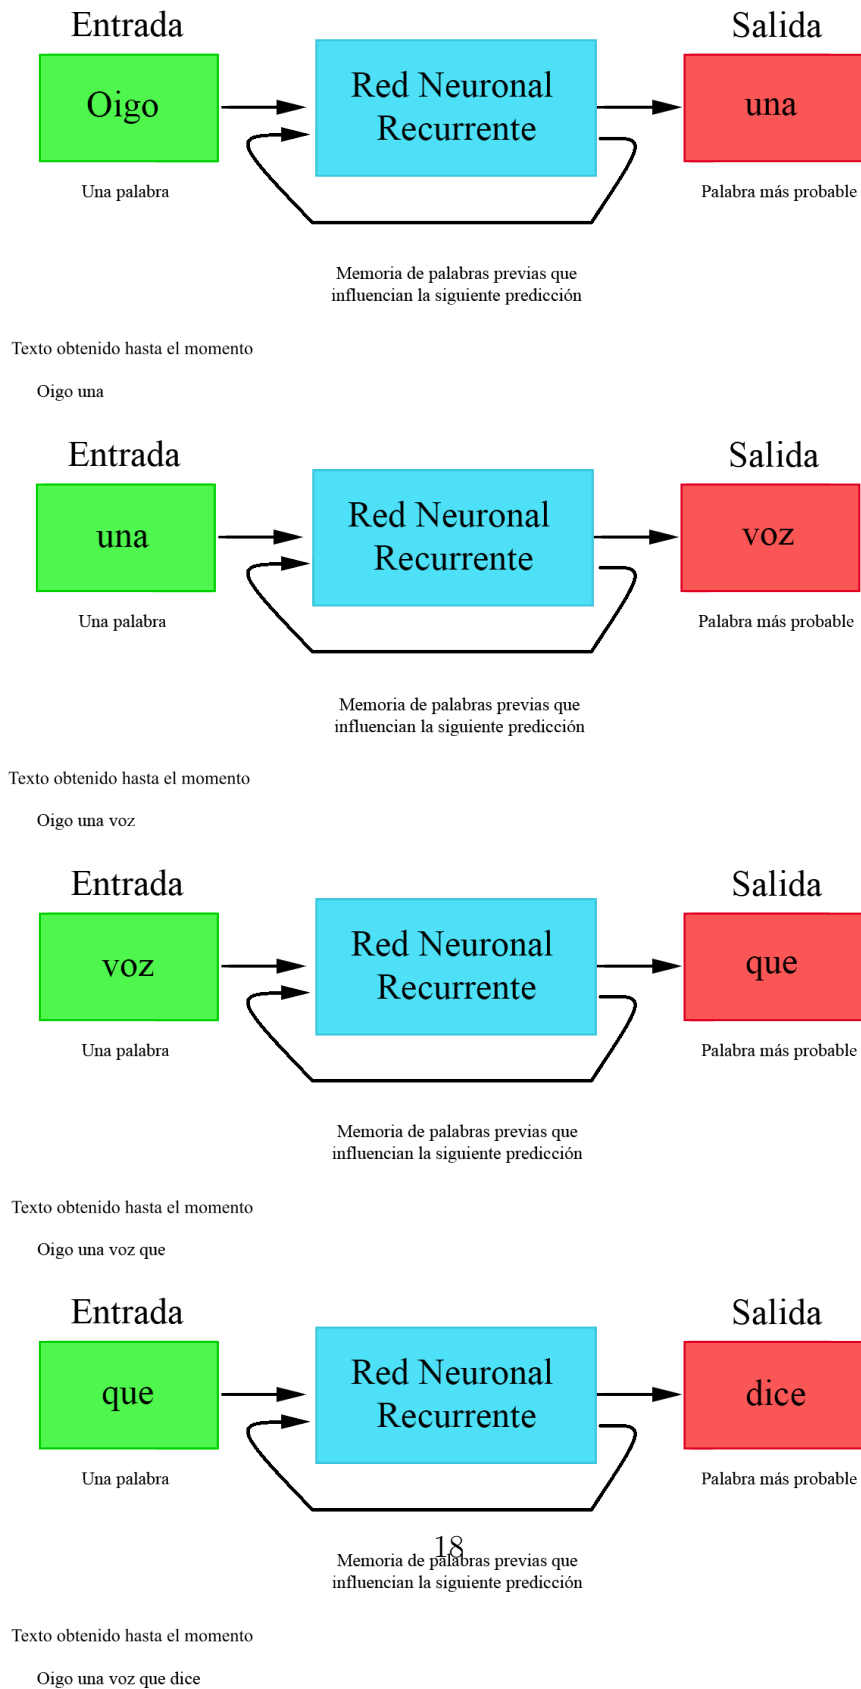 Entrada
Salida
Oigo
Red Neuronal
Recurrente
una
Una palabra
Palabra más probable
Memoria de palabras previas que
influencian la siguiente predicción
Texto obtenido hasta el momento
Oigo una
Entrada
Salida
una
Red Neuronal
Recurrente
voz
Una palabra
Palabra más probable
Memoria de palabras previas que
influencian la siguiente predicción
Texto obtenido hasta el momento
Oigo una voz
Entrada
Salida
voz
Red Neuronal
Recurrente
que
Una palabra
Palabra más probable
Memoria de palabras previas que
influencian la siguiente predicción
Texto obtenido hasta el momento
Oigo una voz que
Entrada
Salida
que
Red Neuronal
Recurrente
dice
Una palabra
Palabra más probable
18
Memoria de palabras previas que
influencian la siguiente predicción
Texto obtenido hasta el momento
Oigo una voz que dice